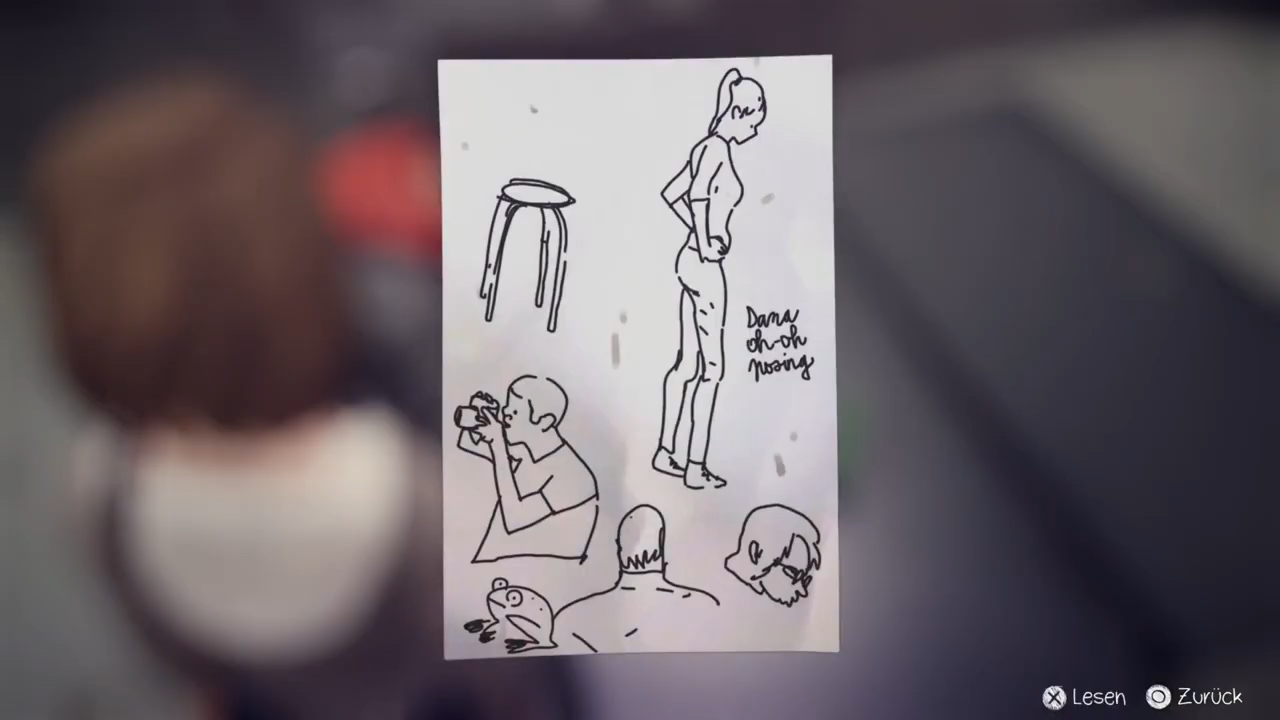 Dana
oh-oh
posing
Lesen
Zurück